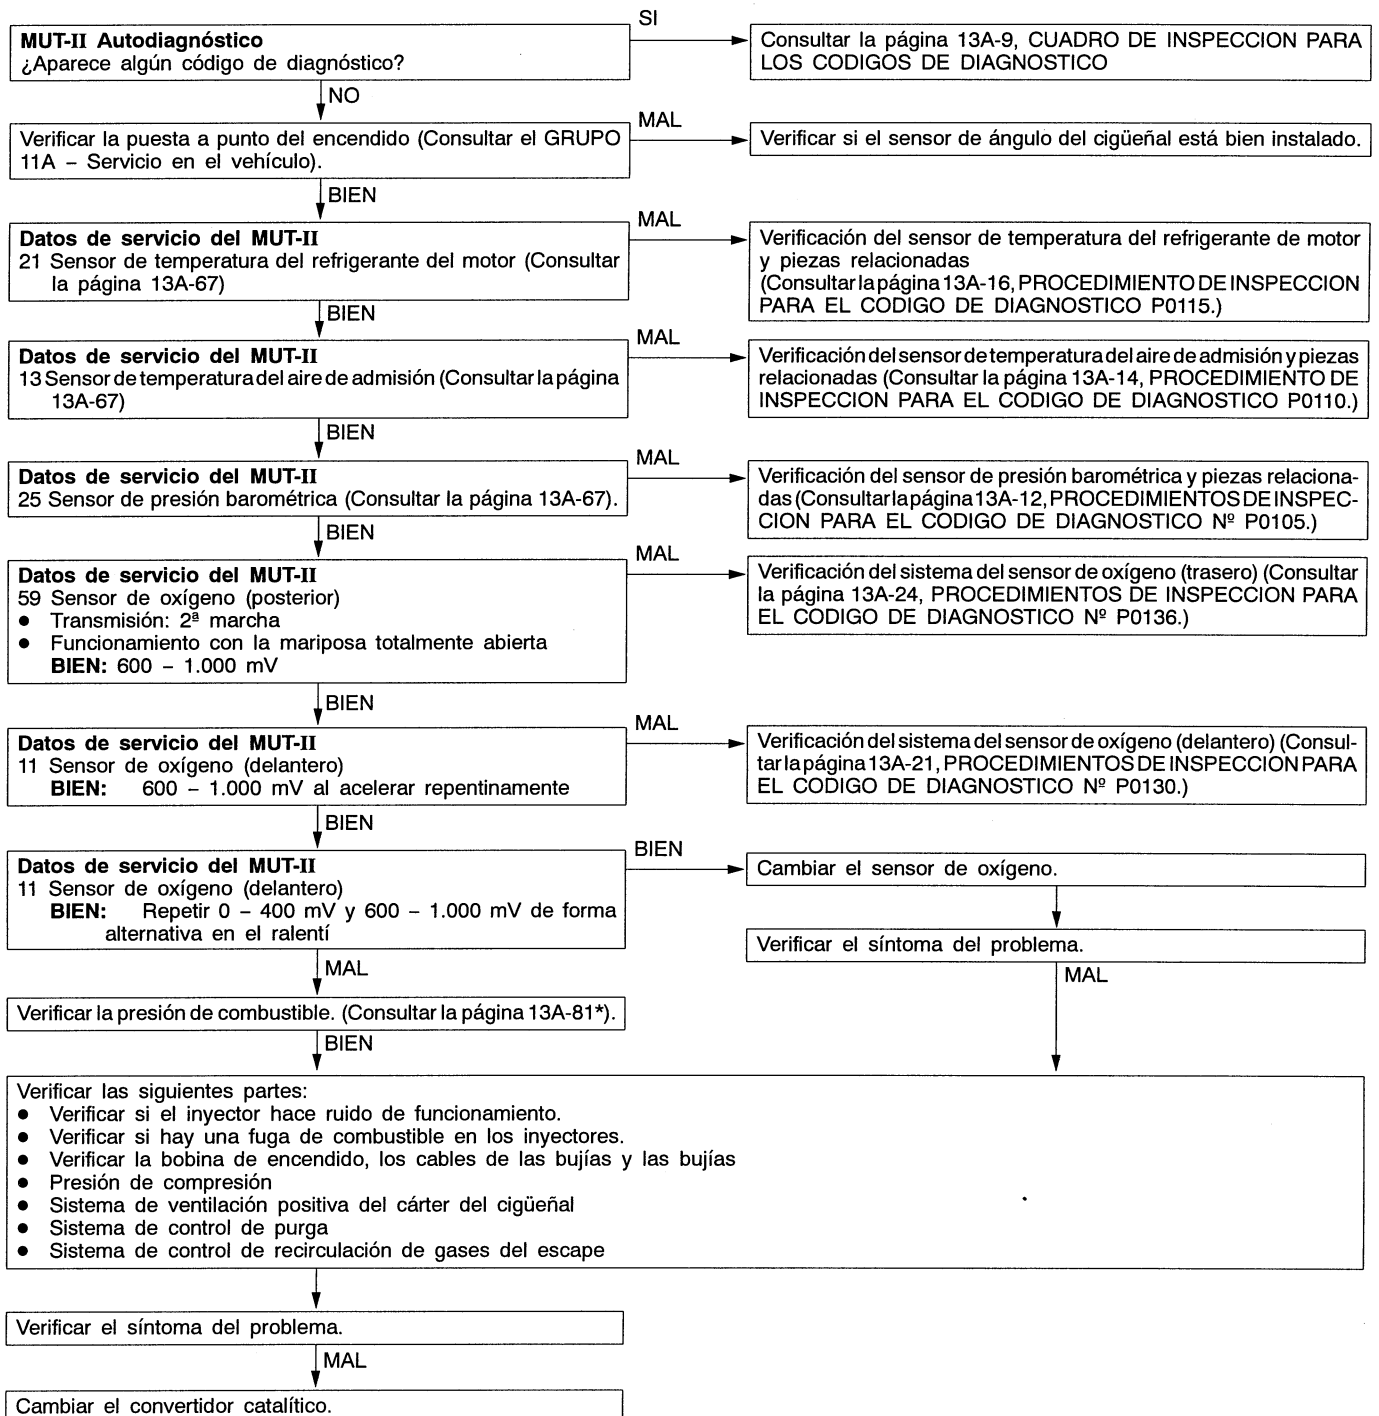 SI
MUT-II Autodiagnóstico
¿Aparece algún código de diagnóstico?
Consultar la página 13A-9, CUADRO DE INSPECCION PARA
LOS CODIGOS DE DIAGNOSTICO
NO
Verificar la puesta a punto del encendido (Consultar el GRUPO
11A – Servicio en el vehículo).
MAL
Verificar si el sensor de ángulo del cigüeñal está bien instalado.
BIEN
Datos de servicio del MUT-II
21 Sensor de temperatura del refrigerante del motor (Consultar
la página 13A-67)
MAL
Verificación del sensor de temperatura del refrigerante de motor
y piezas relacionadas
(Consultar la página 13A-16, PROCEDIMIENTO DE INSPECCION
PARA EL CODIGO DE DIAGNOSTICO P0115.)
BIEN
Datos de servicio del MUT-II
13 Sensor de temperatura del aire de admisión (Consultar la página
13A-67)
MAL
Verificación del sensor de temperatura del aire de admisión y piezas
relacionadas (Consultar la página 13A-14, PROCEDIMIENTO DE
INSPECCION PARA EL CODIGO DE DIAGNOSTICO P0110.)
BIEN
Datos de servicio del MUT-II
25 Sensor de presión barométrica (Consultar la página 13A-67).
MAL
Verificación del sensor de presión barométrica y piezas relaciona-
das (Consultar la página 13A-12, PROCEDIMIENTOS DE INSPEC-
CION PARA EL CODIGO DE DIAGNOSTICO Nº P0105.)
BIEN
Datos de servicio del MUT-II
59 Sensor de oxígeno (posterior)
● Transmisión: 2ª marcha
● Funcionamiento con la mariposa totalmente abierta
BIEN: 600 – 1.000 mV
MAL
Verificación del sistema del sensor de oxígeno (trasero) (Consultar
la página 13A-24, PROCEDIMIENTOS DE INSPECCION PARA
EL CODIGO DE DIAGNOSTICO Nº P0136.)
BIEN
Datos de servicio del MUT-II
11 Sensor de oxígeno (delantero)
BIEN: 600 – 1.000 mV al acelerar repentinamente
MAL
Verificación del sistema del sensor de oxígeno (delantero) (Consul-
tar la página 13A-21, PROCEDIMIENTOS DE INSPECCION PARA
EL CODIGO DE DIAGNOSTICO Nº P0130.)
BIEN
Datos de servicio del MUT-II
11 Sensor de oxígeno (delantero)
BIEN: Repetir 0 – 400 mV y 600 – 1.000 mV de forma
alternativa en el ralentí
BIEN
Cambiar el sensor de oxígeno.
Verificar el síntoma del problema.
MAL
MAL
Verificar la presión de combustible. (Consultar la página 13A-81*).
BIEN
Verificar las siguientes partes:
● Verificar si el inyector hace ruido de funcionamiento.
● Verificar si hay una fuga de combustible en los inyectores.
● Verificar la bobina de encendido, los cables de las bujías y las bujías
● Presión de compresión
● Sistema de ventilación positiva del cárter del cigüeñal
● Sistema de control de purga
● Sistema de control de recirculación de gases del escape
Verificar el síntoma del problema.
MAL
Cambiar el convertidor catalítico.